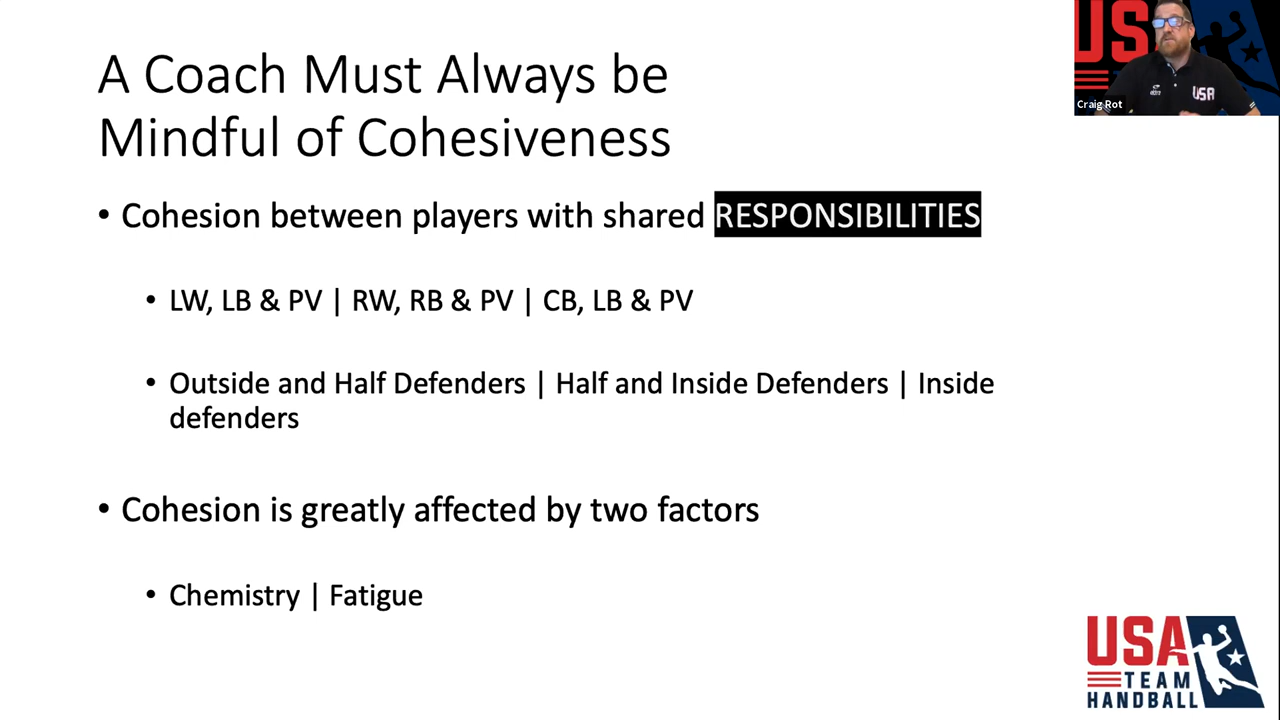 A Coach Must Always be
Mindful of Cohesiveness
• Cohesion between players with shared RESPONSIBILITIES
• LW, LB & PV | RW, RB & PV | CB, LB & PV
• Outside and Half Defenders | Half and Inside Defenders | Inside
defenders
• Cohesion is greatly affected by two factors
• Chemistry | Fatigue
US
USA
Craig Rot
USA
TEAM
HANDBALL